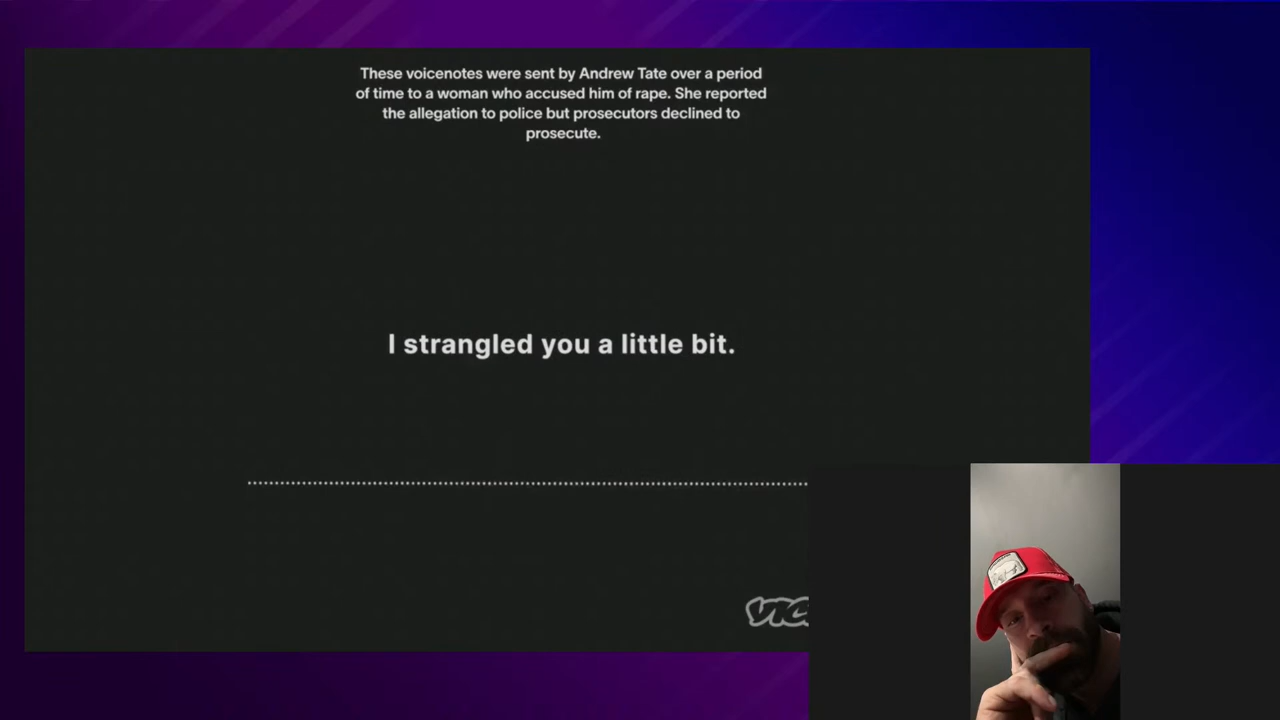 These voicenotes were sent by Andrew Tate over a period
of time to a woman who accused him of rape. She reported
the allegation to police but prosecutors declined to
prosecute.
I strangled you a little bit.
VIC